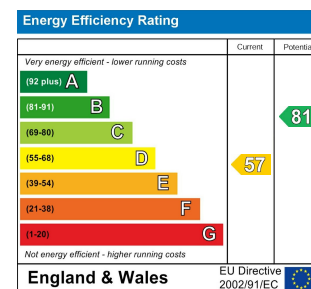 Energy Efficiency Rating
Current Potentia
Very energy efficient - lower running costs
(92 plus) A
(81-91) B
(69-80) C
(55-68) D
(39-54) E
(21-38) F
(1-20) G
57
81
Not energy efficient - higher running costs
England & Wales
EU Directive
2002/91/EC